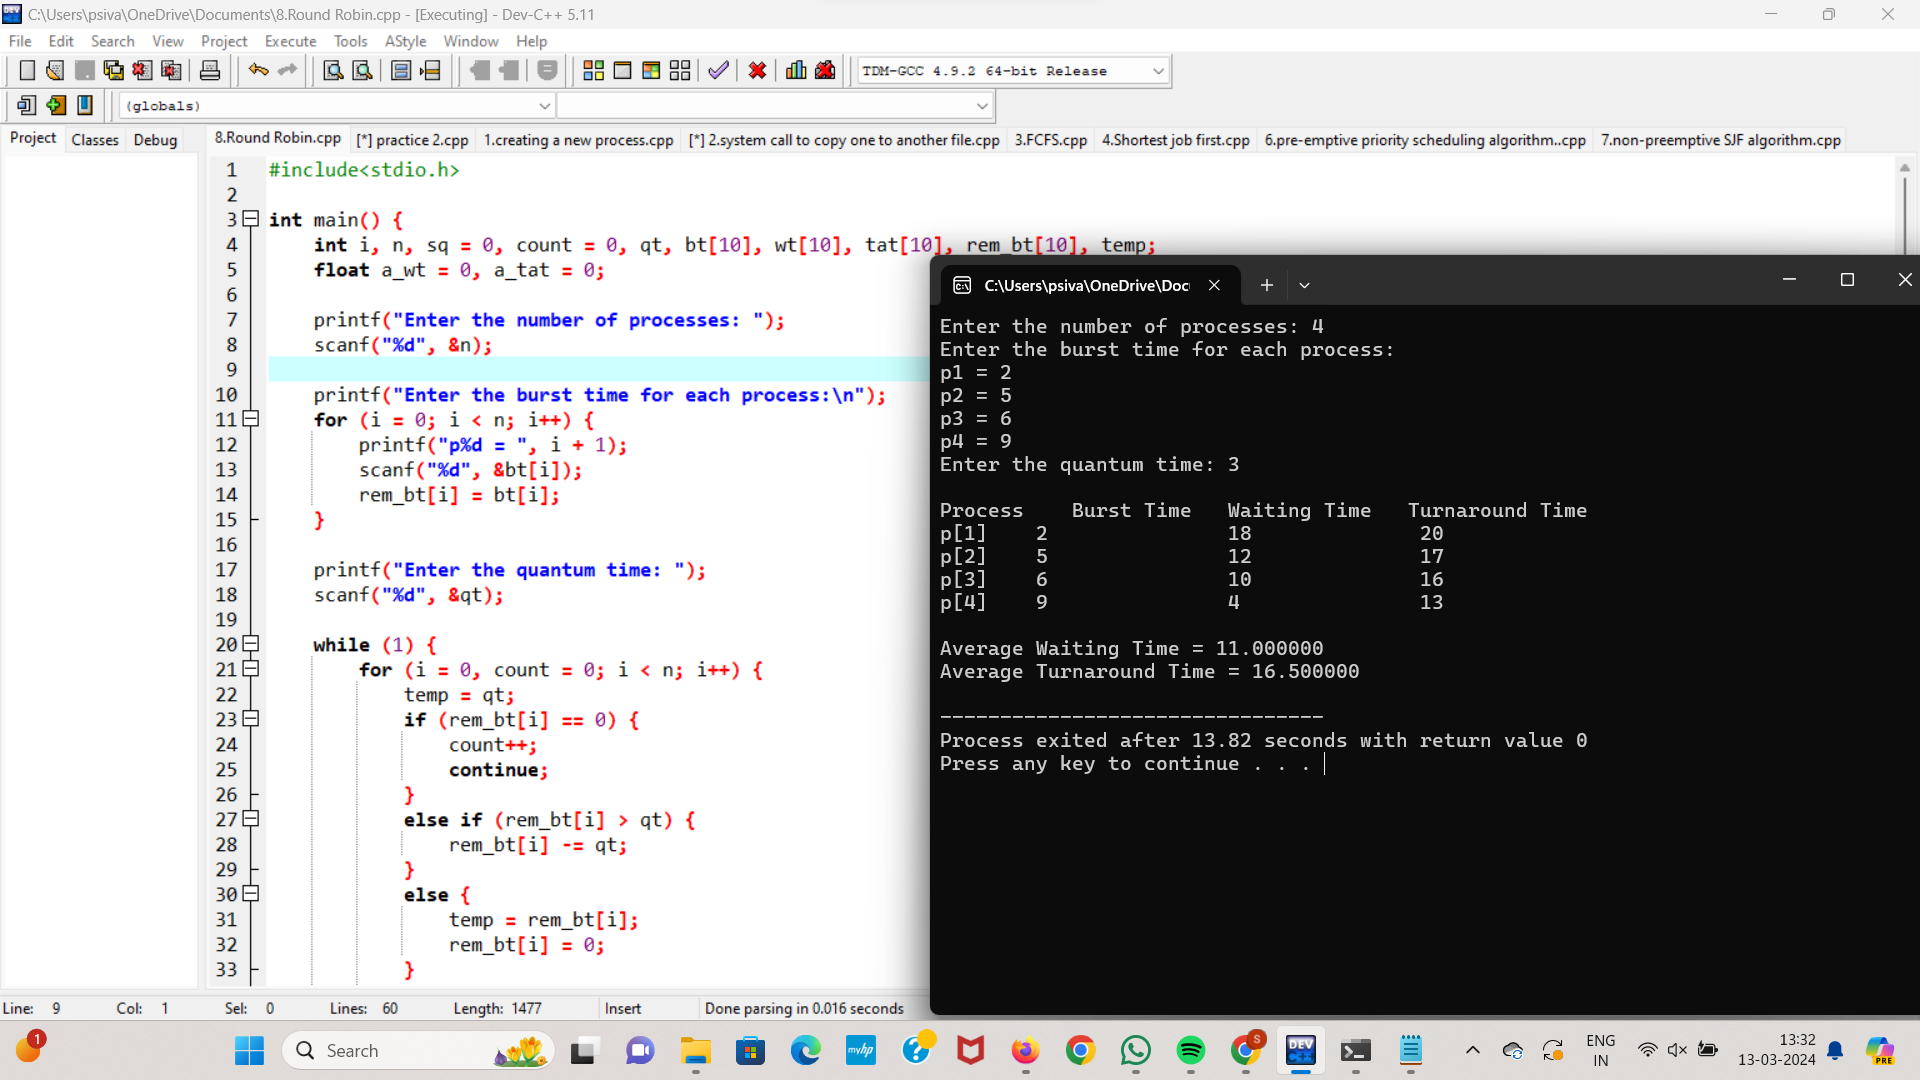 C:\Users\psiva\OneDrive\Documents\8.Round Robin.cpp - [Executing] - Dev-C++ 5.11
File Edit Search View Project Execute Tools AStyle Window Help
TDM-GCC 4.9.2 64-bit Release
(globals)
Project Classes Debug
8.Round Robin.cpp [*] practice 2.cpp 1.creating a new process.cpp [*] 2.system call to copy one to another file.cpp 3.FCFS.cpp 4.Shortest job first.cpp 6.pre-emptive priority scheduling algorithm..cpp 7.non-preemptive SJF algorithm.cpp
1 #include<stdio.h>
2
3 int main() {
4 int i, n, sq = 0, count = 0, qt, bt[10], wt[10], tat[10], rem_bt[10], temp;
5 float a_wt = 0, a_tat = 0;
6
7 printf("Enter the number of processes: ");
8 scanf("%d", &n);
9
10 printf("Enter the burst time for each process:\n");
11 for (i = 0; i < n; i++) {
12 printf("p%d = ", i + 1);
13 scanf("%d", &bt[i]);
14 rem_bt[i] = bt[i];
15 }
16
17 printf("Enter the quantum time: ");
18 scanf("%d", &qt);
19
20 while (1) {
21 for (i = 0, count = 0; i < n; i++) {
22 temp = qt;
23 if (rem_bt[i] == 0) {
24 count++;
25 continue;
26 }
27 else if (rem_bt[i] > qt) {
28 rem_bt[i] -= qt;
29 }
30 else {
31 temp = rem_bt[i];
32 rem_bt[i] = 0;
33 }
C:\Users\psiva\OneDrive\Doc
Enter the number of processes: 4
Enter the burst time for each process:
p1 = 2
p2 = 5
p3 = 6
p4 = 9
Enter the quantum time: 3
Process Burst Time Waiting Time Turnaround Time
p[1] 2 18 20
p[2] 5 12 17
p[3] 6 10 16
p[4] 9 4 13
Average Waiting Time = 11.000000
Average Turnaround Time = 16.500000
--------------------------------
Process exited after 13.82 seconds with return value 0
Press any key to continue . . .
Line: 9 Col: 1 Sel: 0 Lines: 60 Length: 1477 Insert Done parsing in 0.016 seconds
1 Search myhp S DEV C++ ENG IN 13:32 13-03-2024 PRE